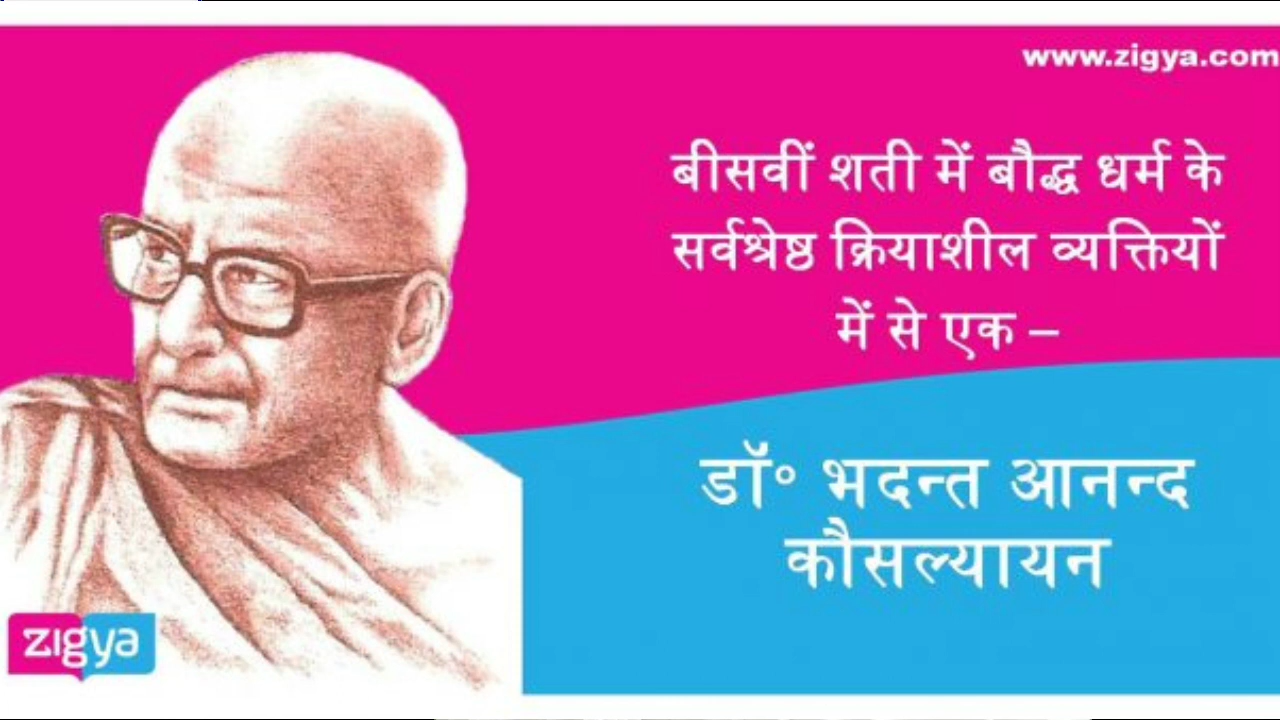 www.zigya.com
बीसवीं शती में बौद्ध धर्म के
सर्वश्रेष्ठ क्रियाशील व्यक्तियों
में से एक –
डॉ॰ भदन्त आनन्द
कौसल्यायन
zigya